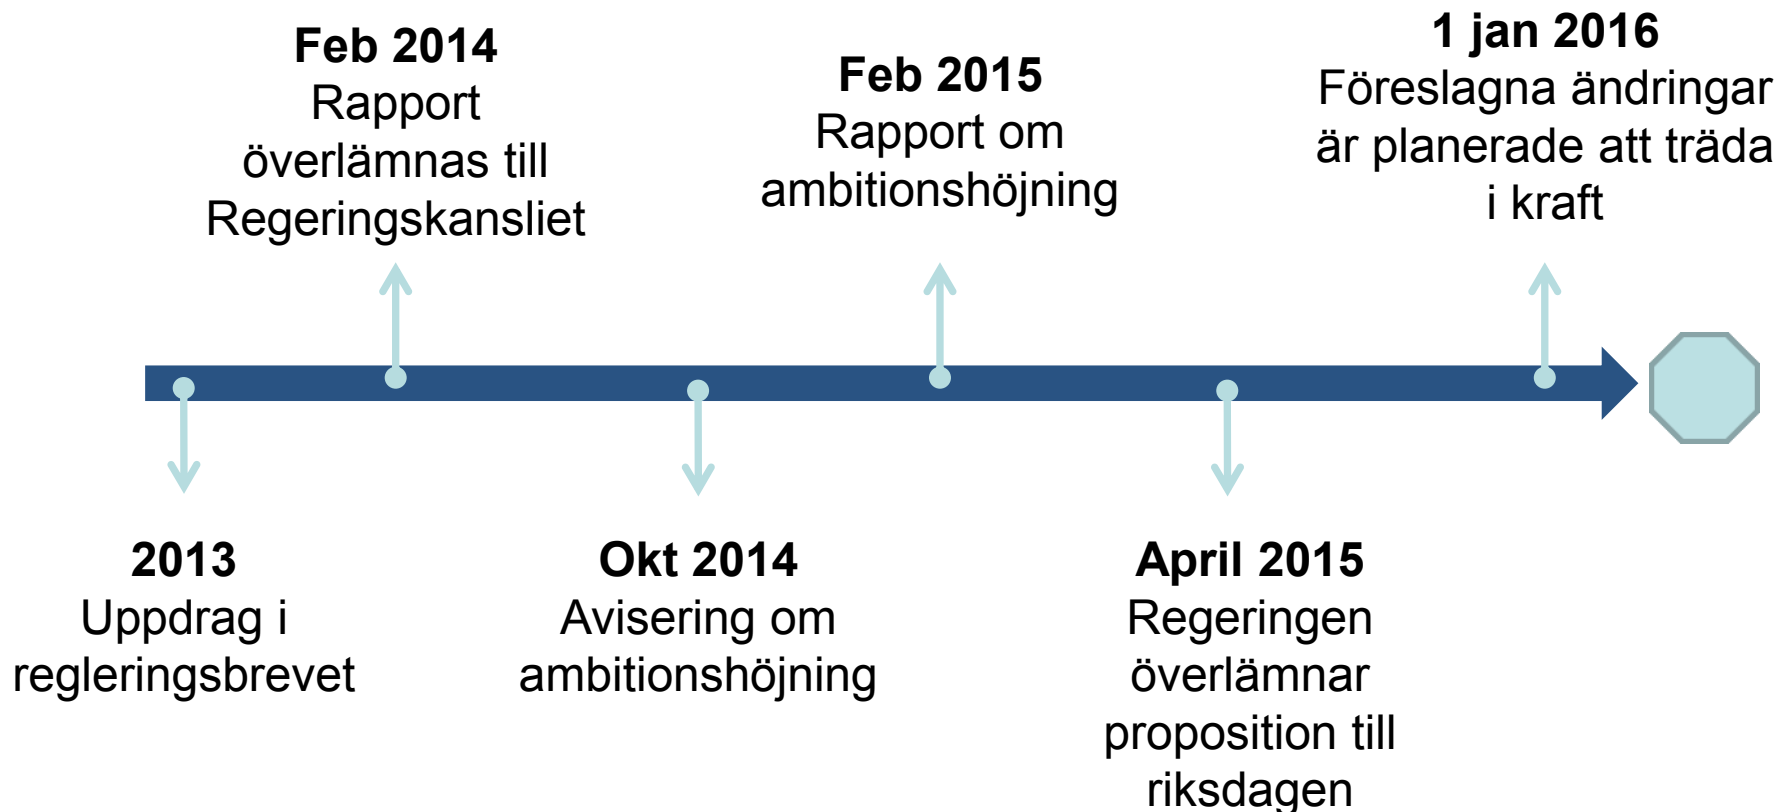 Feb 2014
Rapport
överlämnas till
Regeringskansliet
Feb 2015
Rapport om
ambitionshöjning
1 jan 2016
Föreslagna ändringar
är planerade att träda
i kraft
2013
Uppdrag i
regleringsbrevet
Okt 2014
Avisering om
ambitionshöjning
April 2015
Regeringen
överlämnar
proposition till
riksdagen